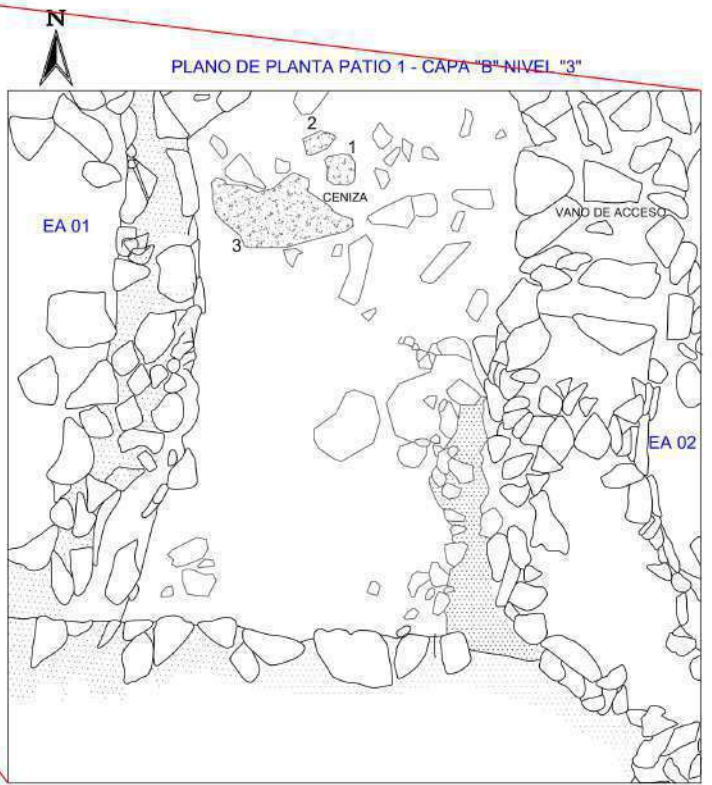 N
PLANO DE PLANTA PATIO 1 - CAPA "B" NIVEL "3"
2
1
CENIZA
VANO DE ACCESO
EA 01
3
EA 02